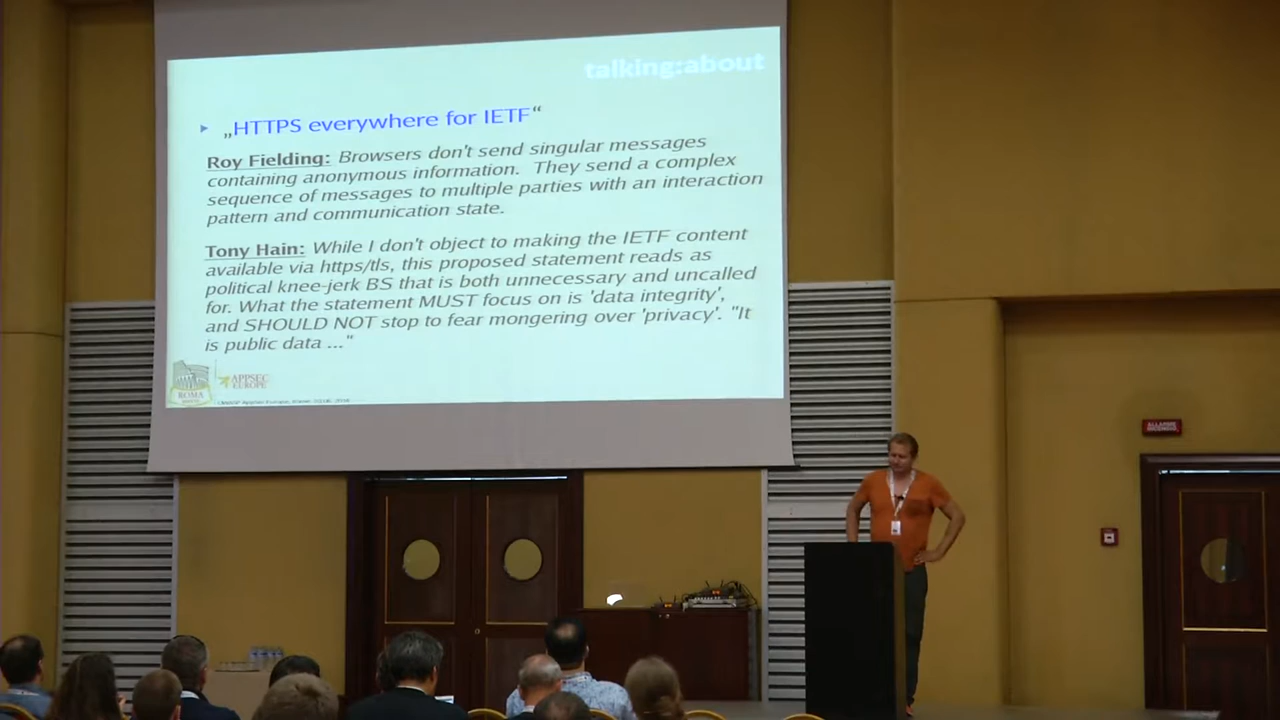 talking:about
„HTTPS everywhere for IETF“
Roy Fielding: Browsers don't send singular messages
containing anonymous information. They send a complex
sequence of messages to multiple parties with an interaction
pattern and communication state.
Tony Hain: While I don't object to making the IETF content
available via https/tls, this proposed statement reads as
political knee-jerk BS that is both unnecessary and uncalled
for. What the statement MUST focus on is 'data integrity',
and SHOULD NOT stop to fear mongering over 'privacy'. "It
is public data ..."
ROMA
APPSEC
EUROPE
ALLARME
INCENDIO